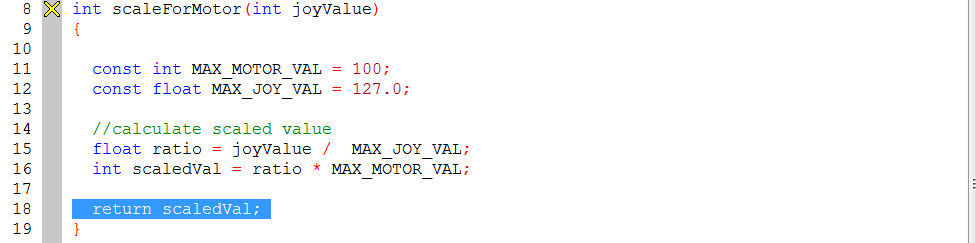 8 int scaleForMotor(int joyValue)
9 {
10
11 const int MAX_MOTOR_VAL = 100;
12 const float MAX_JOY_VAL = 127.0;
13
14 //calculate scaled value
15 float ratio = joyValue /  MAX_JOY_VAL;
16 int scaledVal = ratio * MAX_MOTOR_VAL;
17
18 return scaledVal;
19 }